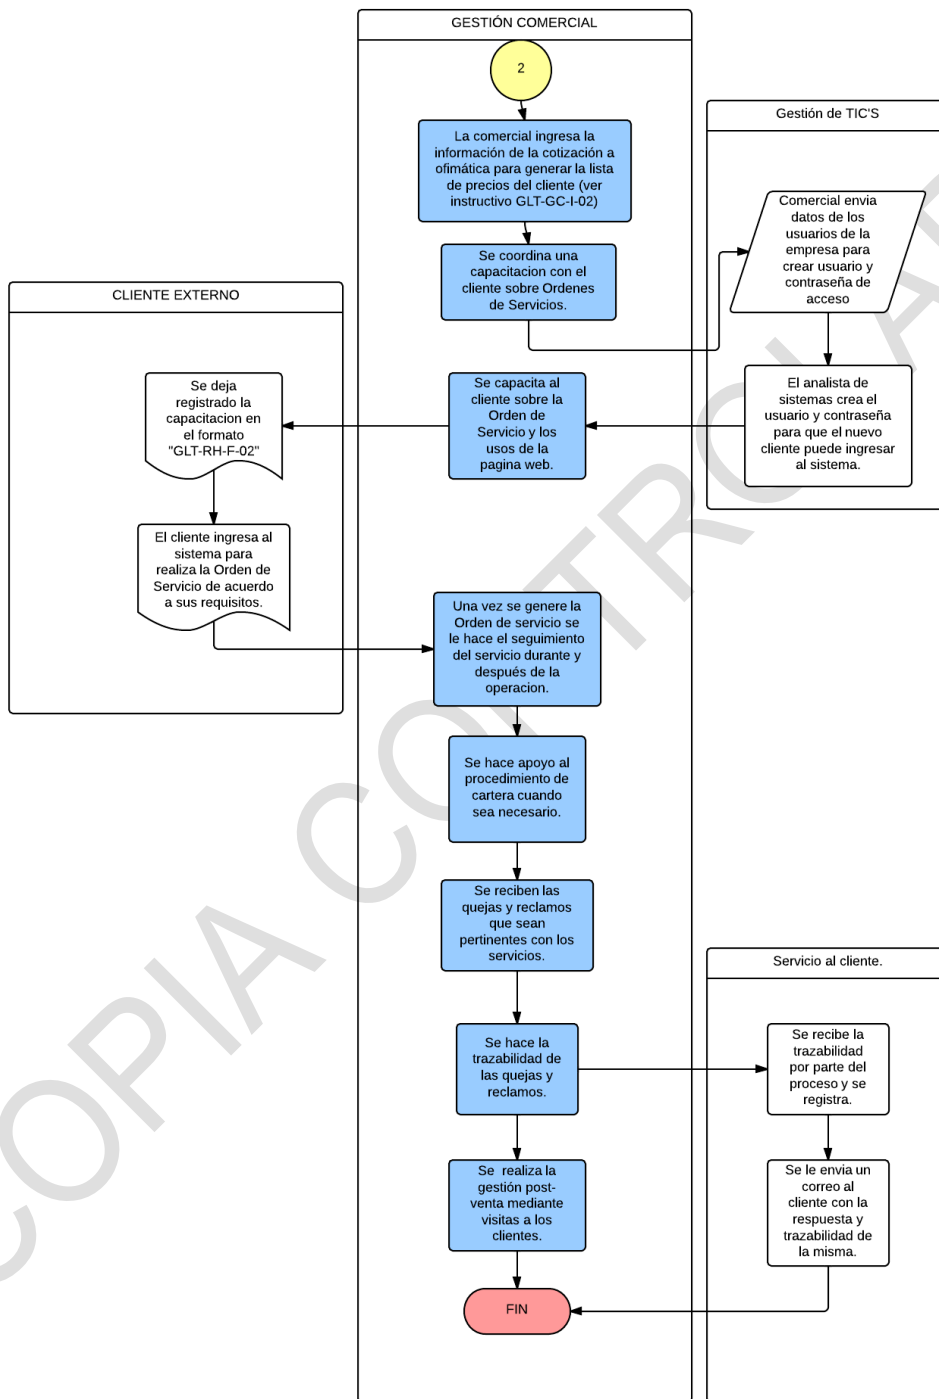 GESTIÓN COMERCIAL
2
La comercial ingresa la
información de la cotización a
ofimática para generar la lista
de precios del cliente (ver
instructivo GLT-GC-I-02)
Se coordina una
capacitacion con el
cliente sobre Ordenes
de Servicios.
Gestión de TIC'S
Comercial envia
datos de los
usuarios de la
empresa para
crear usuario y
contraseña de
acceso
El analista de
sistemas crea el
usuario y contraseña
para que el nuevo
cliente puede ingresar
al sistema.
Se capacita al
cliente sobre la
Orden de
Servicio y los
usos de la
pagina web.
CLIENTE EXTERNO
Se deja
registrado la
capacitacion en
el formato
"GLT-RH-F-02"
El cliente ingresa al
sistema para
realiza la Orden de
Servicio de acuerdo
a sus requisitos.
Una vez se genere la
Orden de servicio se
le hace el seguimiento
del servicio durante y
después de la
operacion.
Se hace apoyo al
procedimiento de
cartera cuando
sea necesario.
Se reciben las
quejas y reclamos
que sean
pertinentes con los
servicios.
Se hace la
trazabilidad de
las quejas y
reclamos.
Servicio al cliente.
Se recibe la
trazabilidad
por parte del
proceso y se
registra.
Se le envia un
correo al
cliente con la
respuesta y
trazabilidad de
la misma.
Se realiza la
gestión post-
venta mediante
visitas a los
clientes.
FIN
COPIA CONTROLA